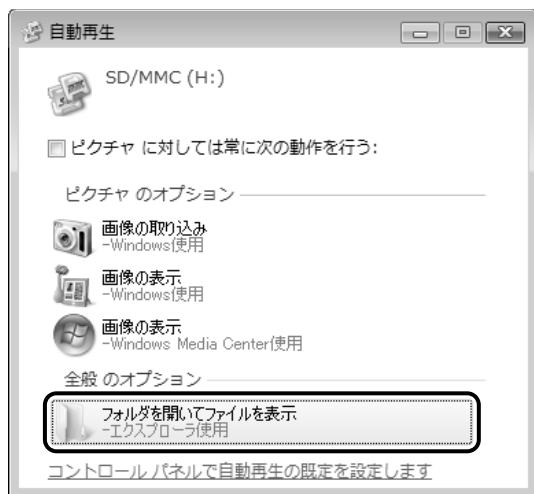 自動再生
SD/MMC (H:)
ピクチャ に対しては常に次の動作を行う:
ピクチャ のオプション
画像の取り込み
-Windows使用
画像の表示
-Windows使用
画像の表示
-Windows Media Center使用
全般 のオプション
フォルダを開いてファイルを表示
-エクスプローラ使用
コントロール パネルで自動再生の既定を設定します